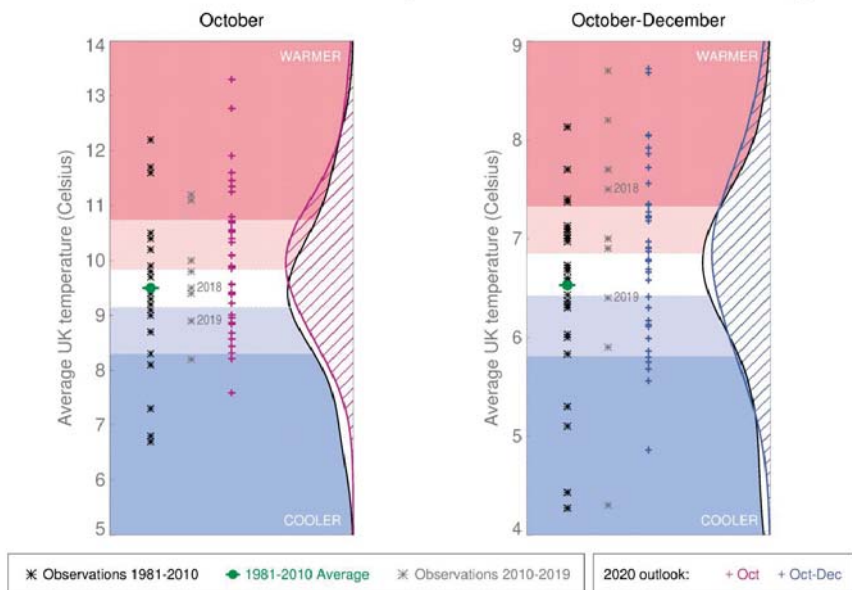 October
October-December
14
13
12
11
10
9
8
7
6
5
Average UK temperature (Celsius)
WARMER
2018
2019
COOLER
9
8
7
6
5
4
Average UK temperature (Celsius)
WARMER
2018
2019
COOLER
Observations 1981-2010
1981-2010 Average
Observations 2010-2019
2020 outlook:
+ Oct
+ Oct-Dec